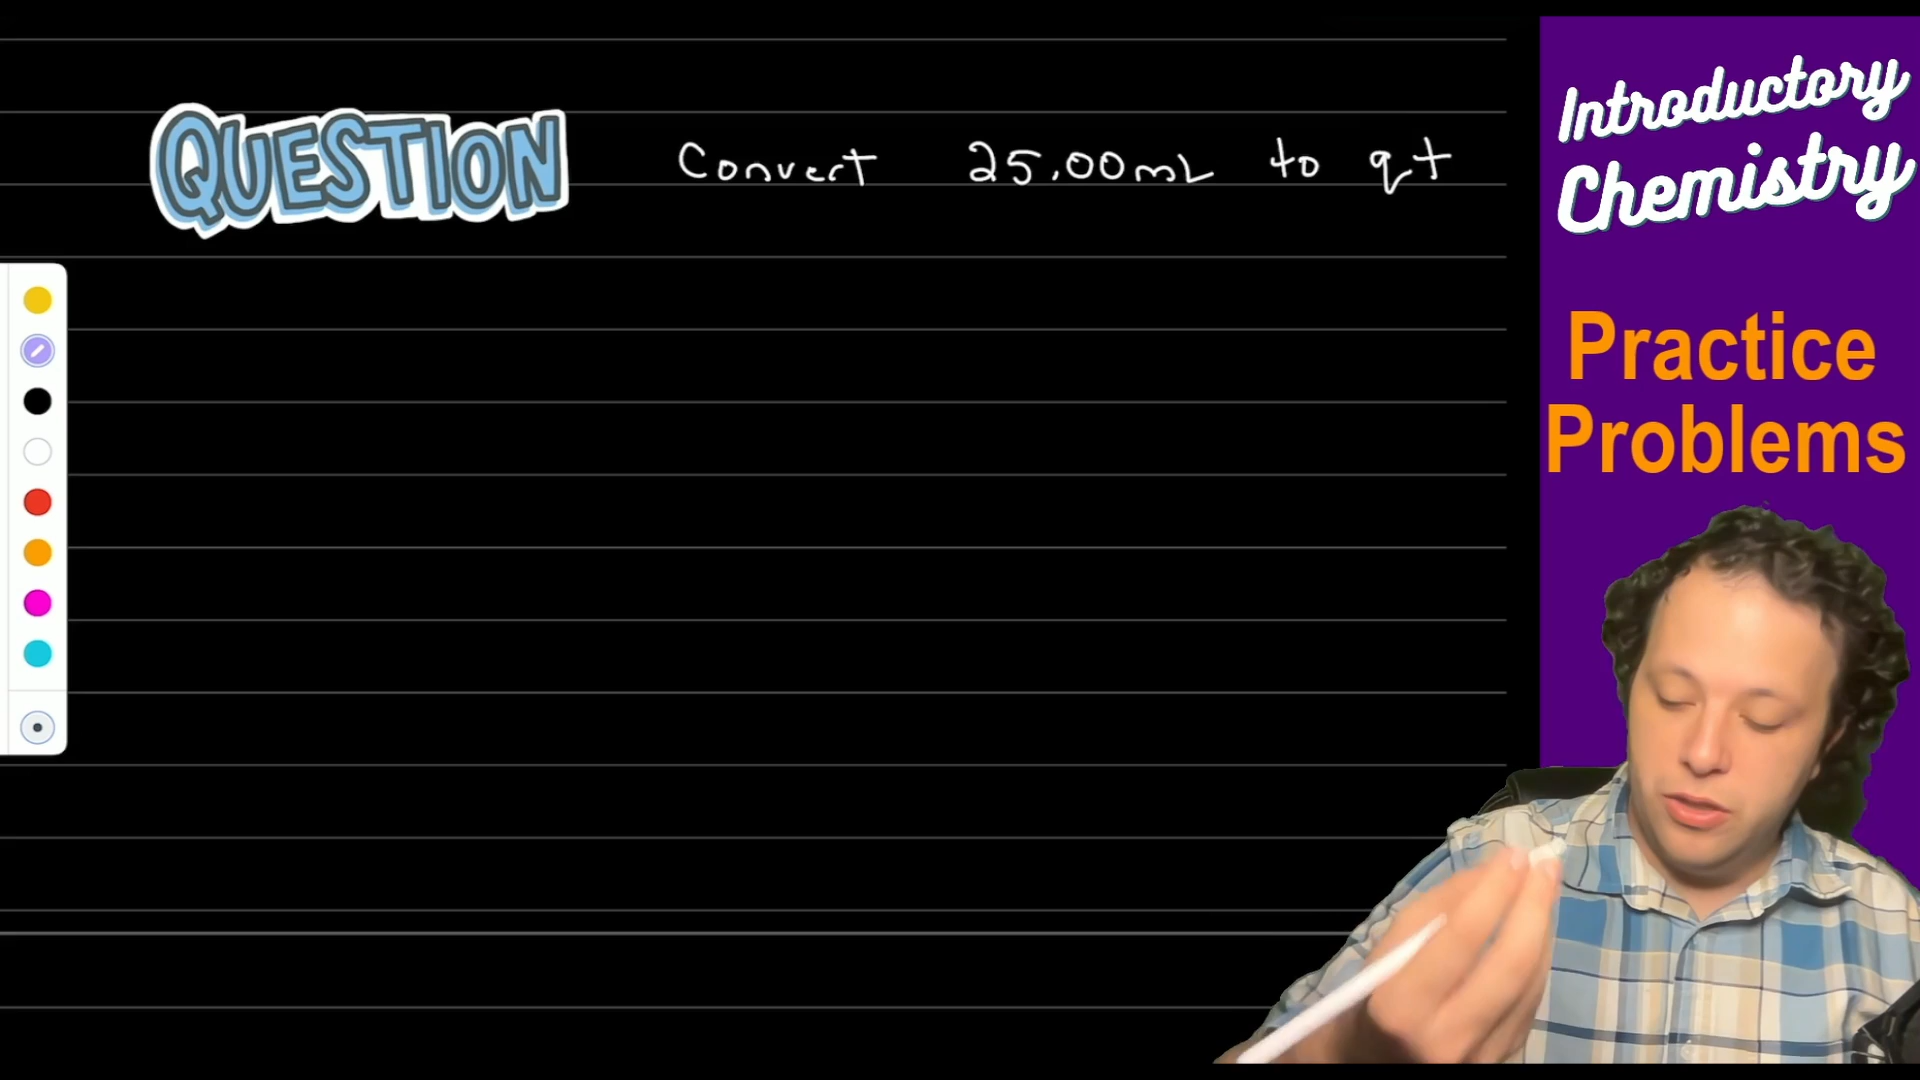 QUESTION
Convert 25.00mL to qt
Introductory
Chemistry
Practice
Problems